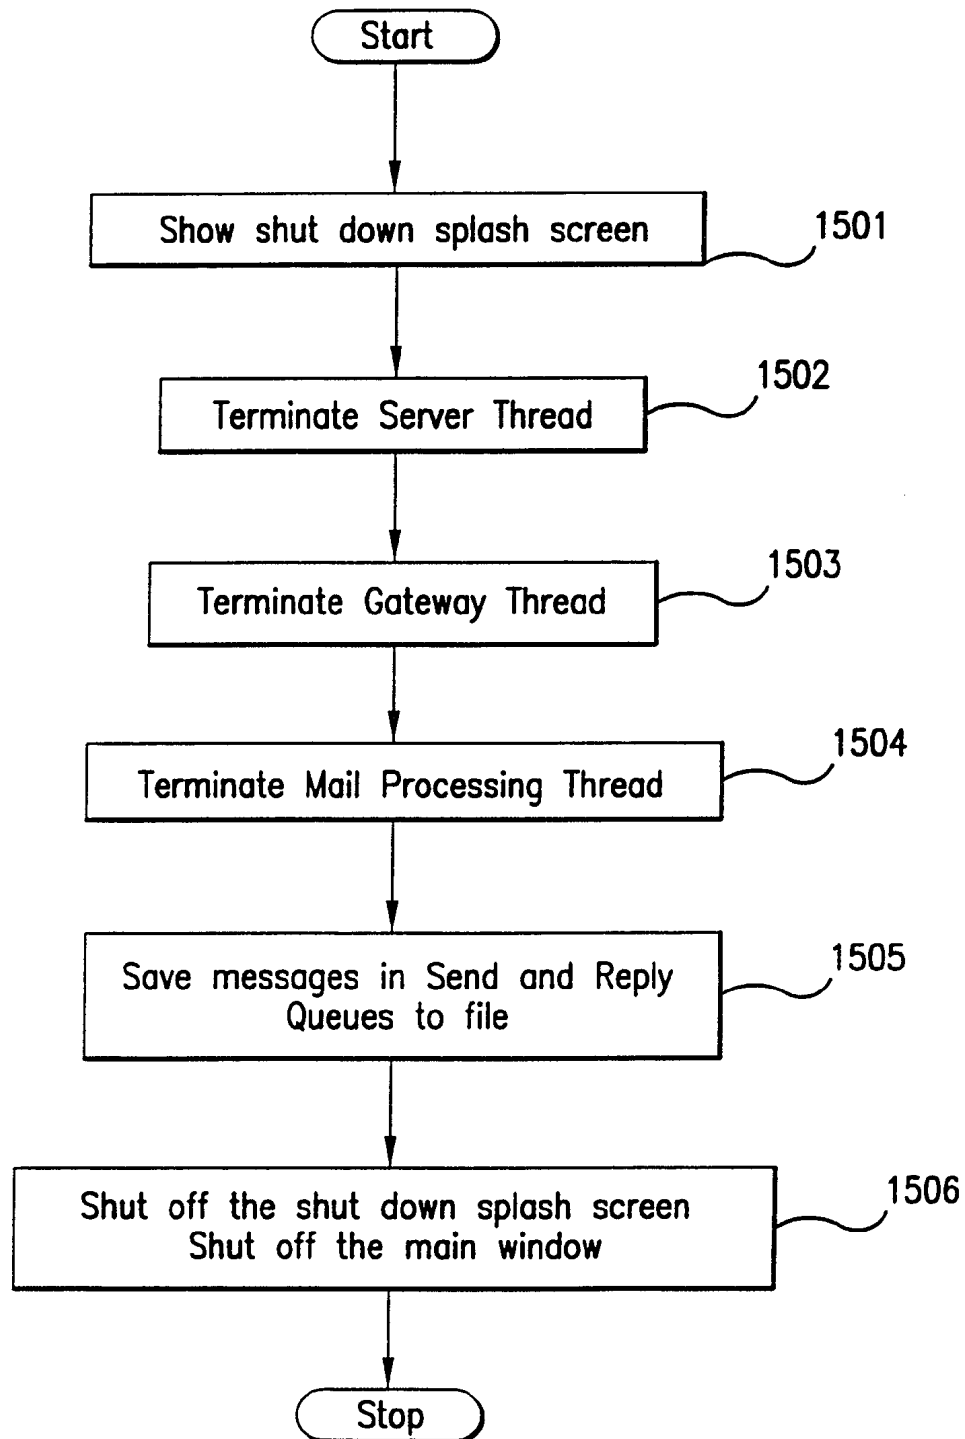 Start
Show shut down splash screen
1501
Terminate Server Thread
1502
Terminate Gateway Thread
1503
Terminate Mail Processing Thread
1504
Save messages in Send and Reply
Queues to file
1505
Shut off the shut down splash screen
Shut off the main window
1506
Stop